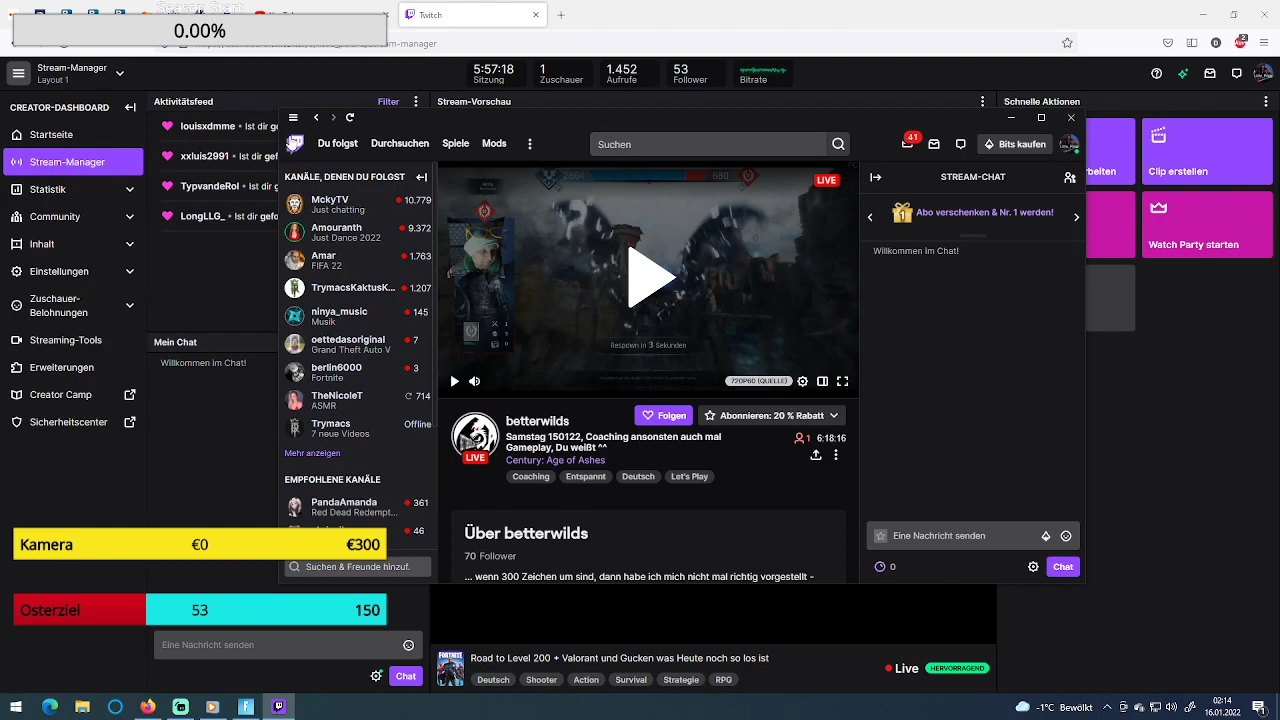 Twitch
0.00%
Stream-Manager
Layout 1
5:57:18
Sitzung
1
Zuschauer
1.452
Aufrufe
53
Follower
Bitrate
CREATOR-DASHBOARD
Startseite
Stream-Manager
Statistik
Community
Inhalt
Einstellungen
Zuschauer-
Belohnungen
Streaming-Tools
Erweiterungen
Creator Camp
Sicherheitscenter
Aktivitätsfeed
Filter
louisxdmme • Ist dir ge
xxluis2991 • Ist dir gef
TypvandeRol • Ist dir g
LongLLG_ • Ist dir gefo
Mein Chat
Willkommen im Chat!
Stream-Vorschau
Schnelle Aktionen
Du folgst
Durchsuchen
Spiele
Mods
Suchen
41
Bits kaufen
KANÄLE, DENEN DU FOLGST
MckyTV
10.779
Just chatting
Amouranth
9.372
Just Dance 2022
Amar
1.763
FIFA 22
TrymacsKaktusK...
1.207
ninya_music
145
Musik
oettedasoriginal
7
Grand Theft Auto V
berlin6000
3
Fortnite
TheNicoleT
714
ASMR
Trymacs
Offline
7 neue Videos
Mehr anzeigen
EMPFOHLENE KANÄLE
PandaAmanda
361
Red Dead Redempt...
46
Suchen & Freunde hinzuf.
2864
680
LIVE
Respawn in 3 Sekunden
720P60 (QUELLE)
LIVE
betterwilds
Folgen
Abonnieren: 20 % Rabatt
Samstag 150122, Coaching ansonsten auch mal
Gameplay, Du weißt ^^
1
6:18:16
Century: Age of Ashes
Coaching
Entspannt
Deutsch
Let's Play
Über betterwilds
70 Follower
... wenn 300 Zeichen um sind, dann habe ich mich nicht mal richtig vorgestellt -
STREAM-CHAT
1
Abo verschenken & Nr. 1 werden!
Willkommen im Chat!
Eine Nachricht senden
0
Chat
beiten
Clip erstellen
Watch Party starten
Kamera
€0
€300
Osterziel
53
150
Eine Nachricht senden
Chat
FORTNITE
Road to Level 200 + Valorant und Gucken was Heute noch so los ist
Deutsch
Shooter
Action
Survival
Strategie
RPG
Live
HERVORRAGEND
-1°C
02:14
16.01.2022